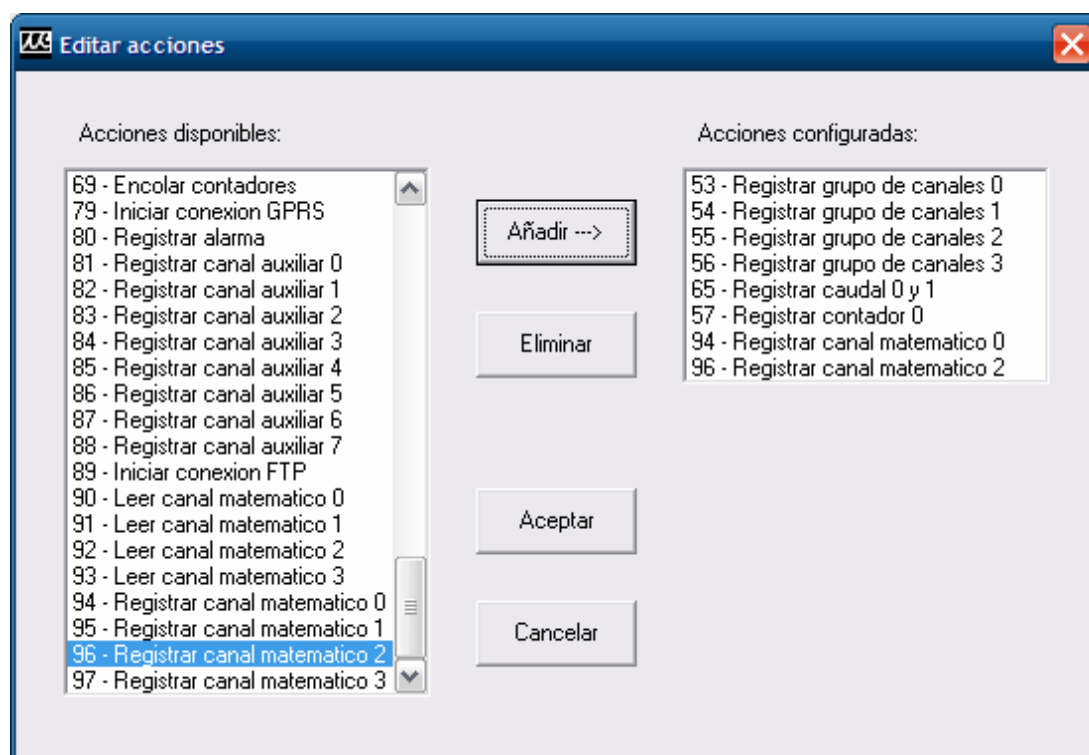 Editar acciones
Acciones disponibles:
69 - Encolar contadores
79 - Iniciar conexion GPRS
80 - Registrar alarma
81 - Registrar canal auxiliar 0
82 - Registrar canal auxiliar 1
83 - Registrar canal auxiliar 2
84 - Registrar canal auxiliar 3
85 - Registrar canal auxiliar 4
86 - Registrar canal auxiliar 5
87 - Registrar canal auxiliar 6
88 - Registrar canal auxiliar 7
89 - Iniciar conexion FTP
90 - Leer canal matematico 0
91 - Leer canal matematico 1
92 - Leer canal matematico 2
93 - Leer canal matematico 3
94 - Registrar canal matematico 0
95 - Registrar canal matematico 1
96 - Registrar canal matematico 2
97 - Registrar canal matematico 3
Añadir --->
Eliminar
Aceptar
Cancelar
Acciones configuradas:
53 - Registrar grupo de canales 0
54 - Registrar grupo de canales 1
55 - Registrar grupo de canales 2
56 - Registrar grupo de canales 3
65 - Registrar caudal 0 y 1
57 - Registrar contador 0
94 - Registrar canal matematico 0
96 - Registrar canal matematico 2